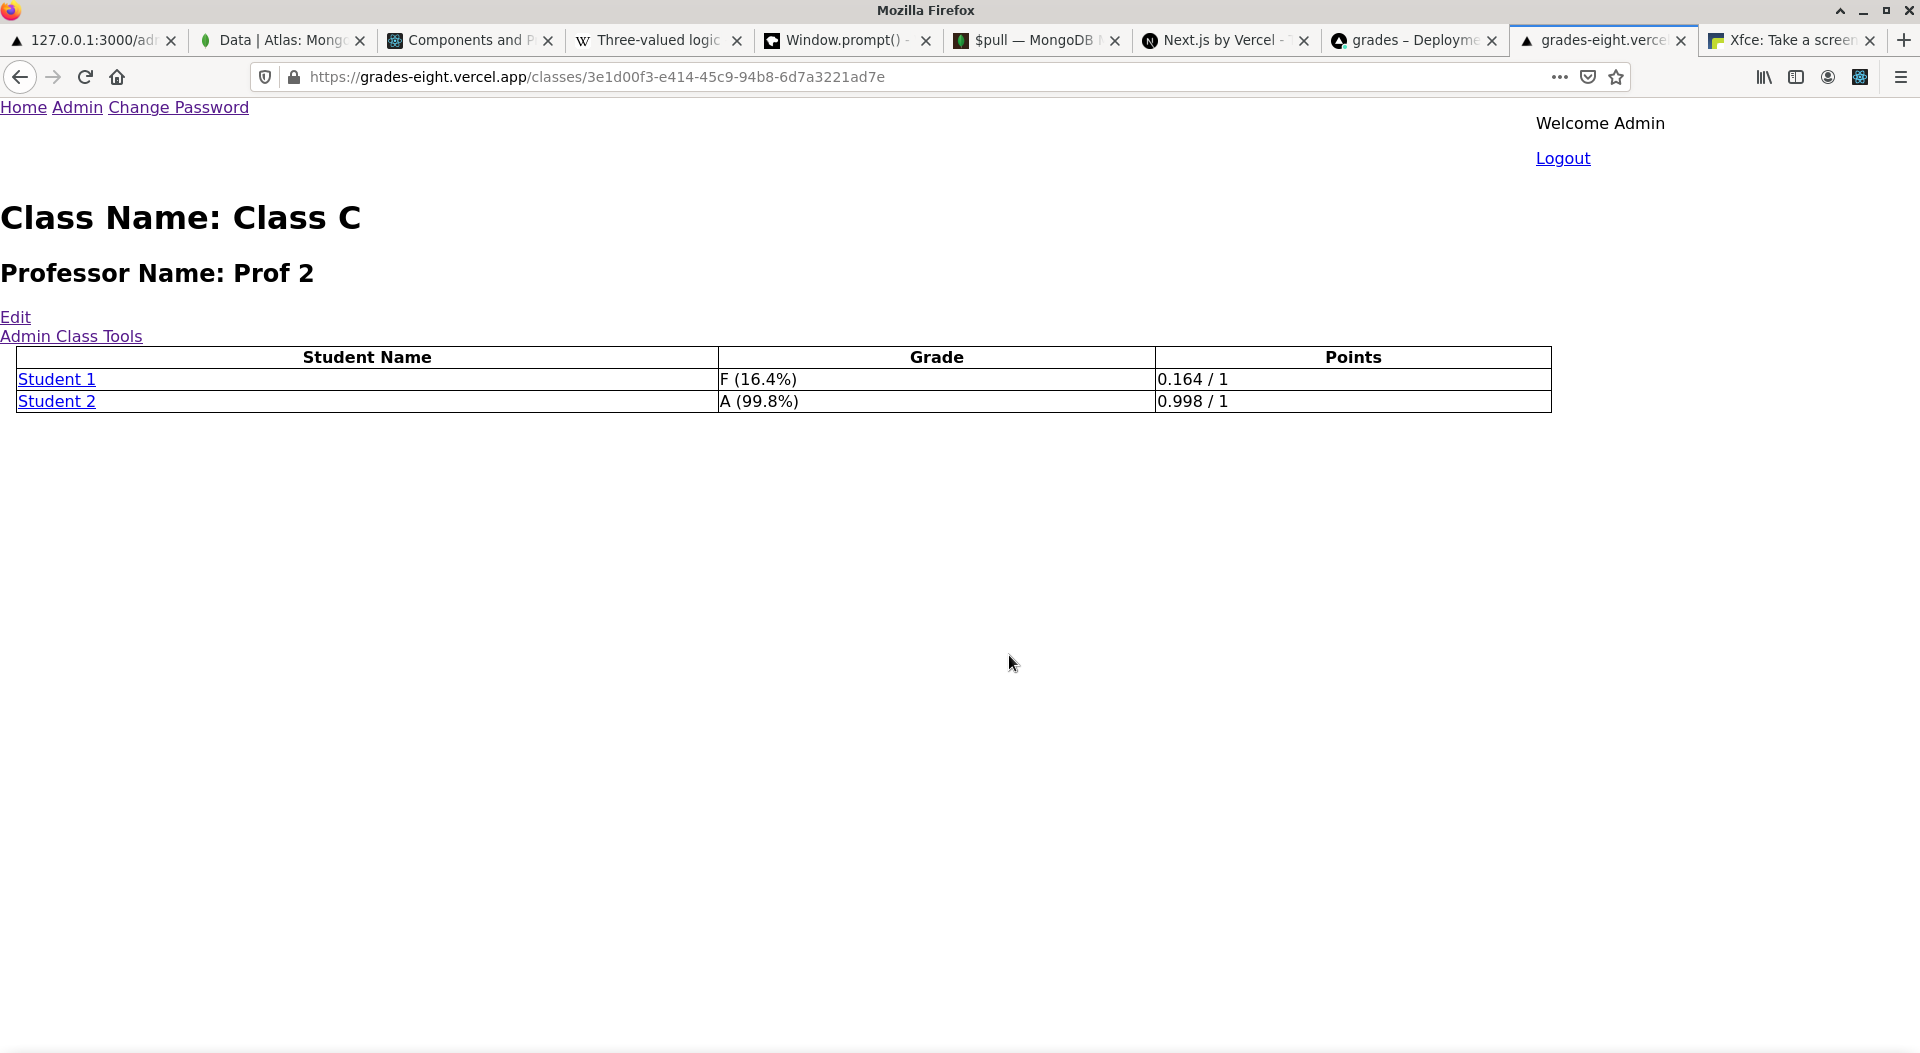 Mozilla Firefox
127.0.0.1:3000/adm
Data | Atlas: Mongo
Components and P
Three-valued logic
Window.prompt() -
$pull — MongoDB M
Next.js by Vercel - T
grades – Deployme
grades-eight.vercel
Xfce: Take a screen
https://grades-eight.vercel.app/classes/3e1d00f3-e414-45c9-94b8-6d7a3221ad7e
Home Admin Change Password
Welcome Admin
Logout
Class Name: Class C
Professor Name: Prof 2
Edit
Admin Class Tools
Student Name Grade Points
Student 1 F (16.4%) 0.164 / 1
Student 2 A (99.8%) 0.998 / 1